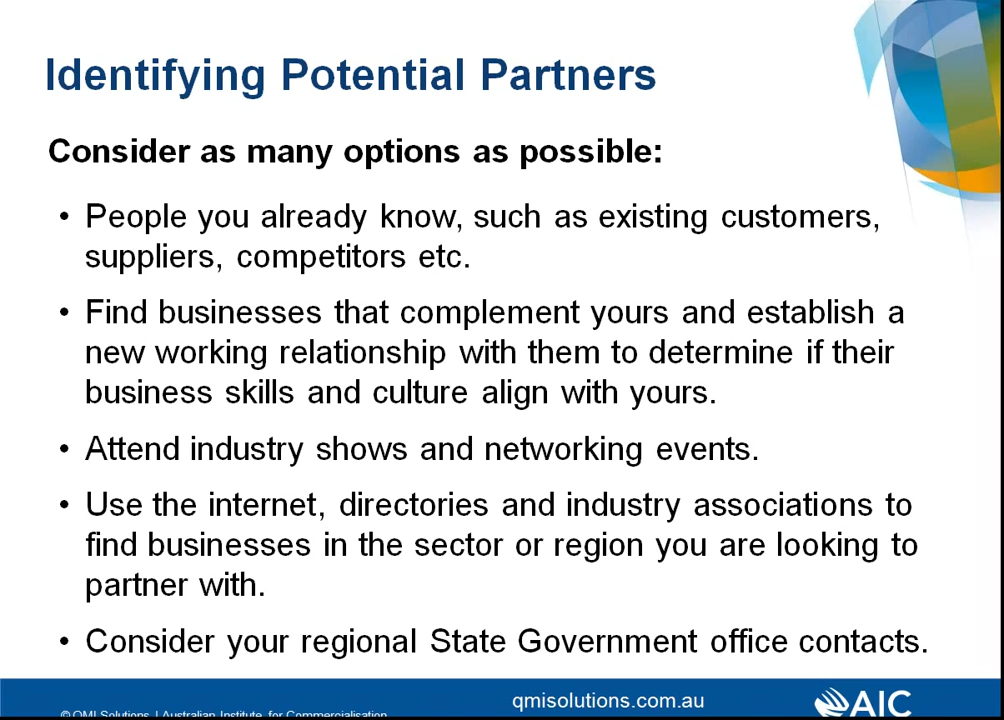 Identifying Potential Partners
Consider as many options as possible:
• People you already know, such as existing customers,
suppliers, competitors etc.
• Find businesses that complement yours and establish a
new working relationship with them to determine if their
business skills and culture align with yours.
• Attend industry shows and networking events.
• Use the internet, directories and industry associations to
find businesses in the sector or region you are looking to
partner with.
• Consider your regional State Government office contacts.
© QMI Solutions | Australian Institute for Commercialisation
qmisolutions.com.au
AIC